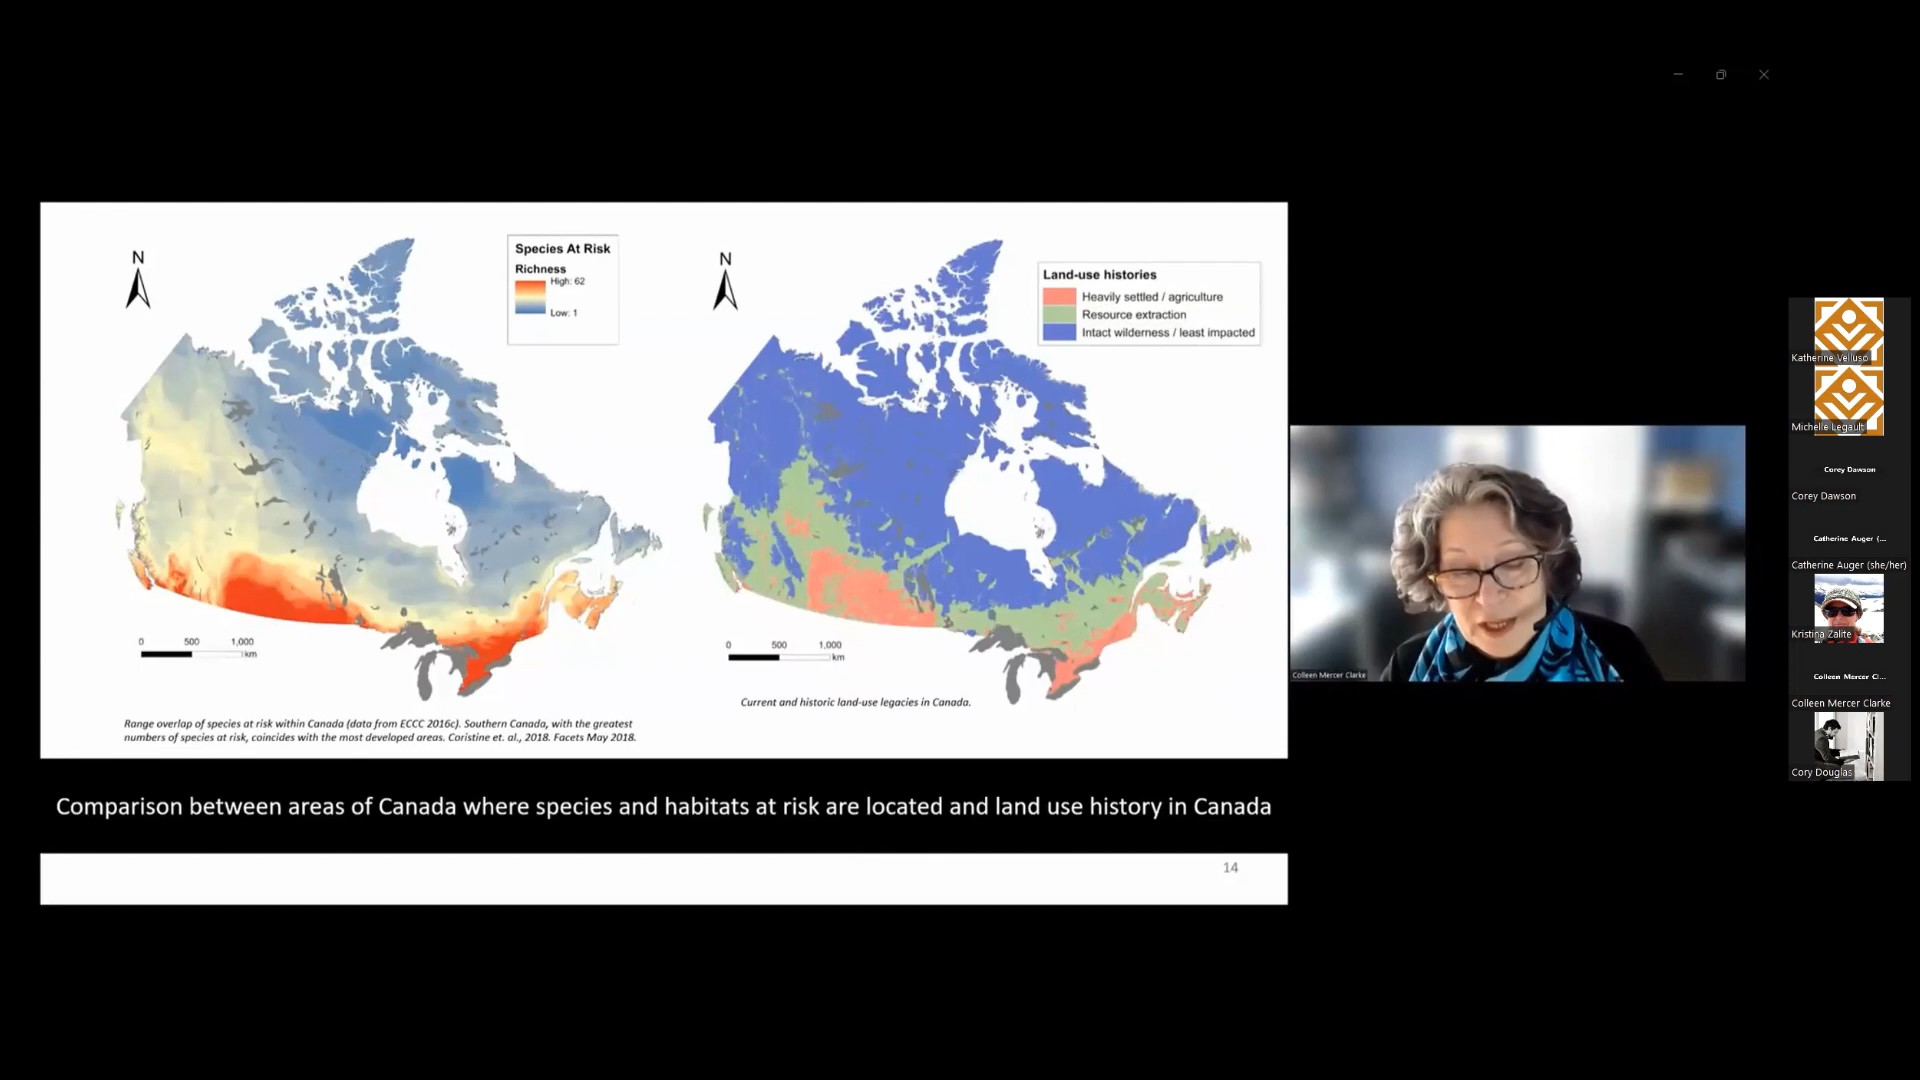 N
Species At Risk
Richness
High: 62
Low: 1
0 500 1,000
km
Range overlap of species at risk within Canada (data from ECCC 2016c). Southern Canada, with the greatest
numbers of species at risk, coincides with the most developed areas. Coristine et. al., 2018. Facets May 2018.
N
Land-use histories
Heavily settled / agriculture
Resource extraction
Intact wilderness / least impacted
0 500 1,000
km
Current and historic land-use legacies in Canada.
Comparison between areas of Canada where species and habitats at risk are located and land use history in Canada
14
Colleen Mercer Clarke
Katherine Velluso
Michelle Legault
Corey Dawson
Corey Dawson
Catherine Auger (...
Catherine Auger (she/her)
Kristina Zalite
Colleen Mercer Cl...
Colleen Mercer Clarke
Cory Douglas